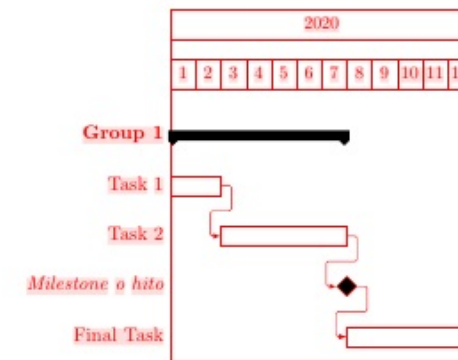 2020
1 2 3 4 5 6 7 8 9 10 11
Group 1
Task 1
Task 2
Milestone o hito
Final Task